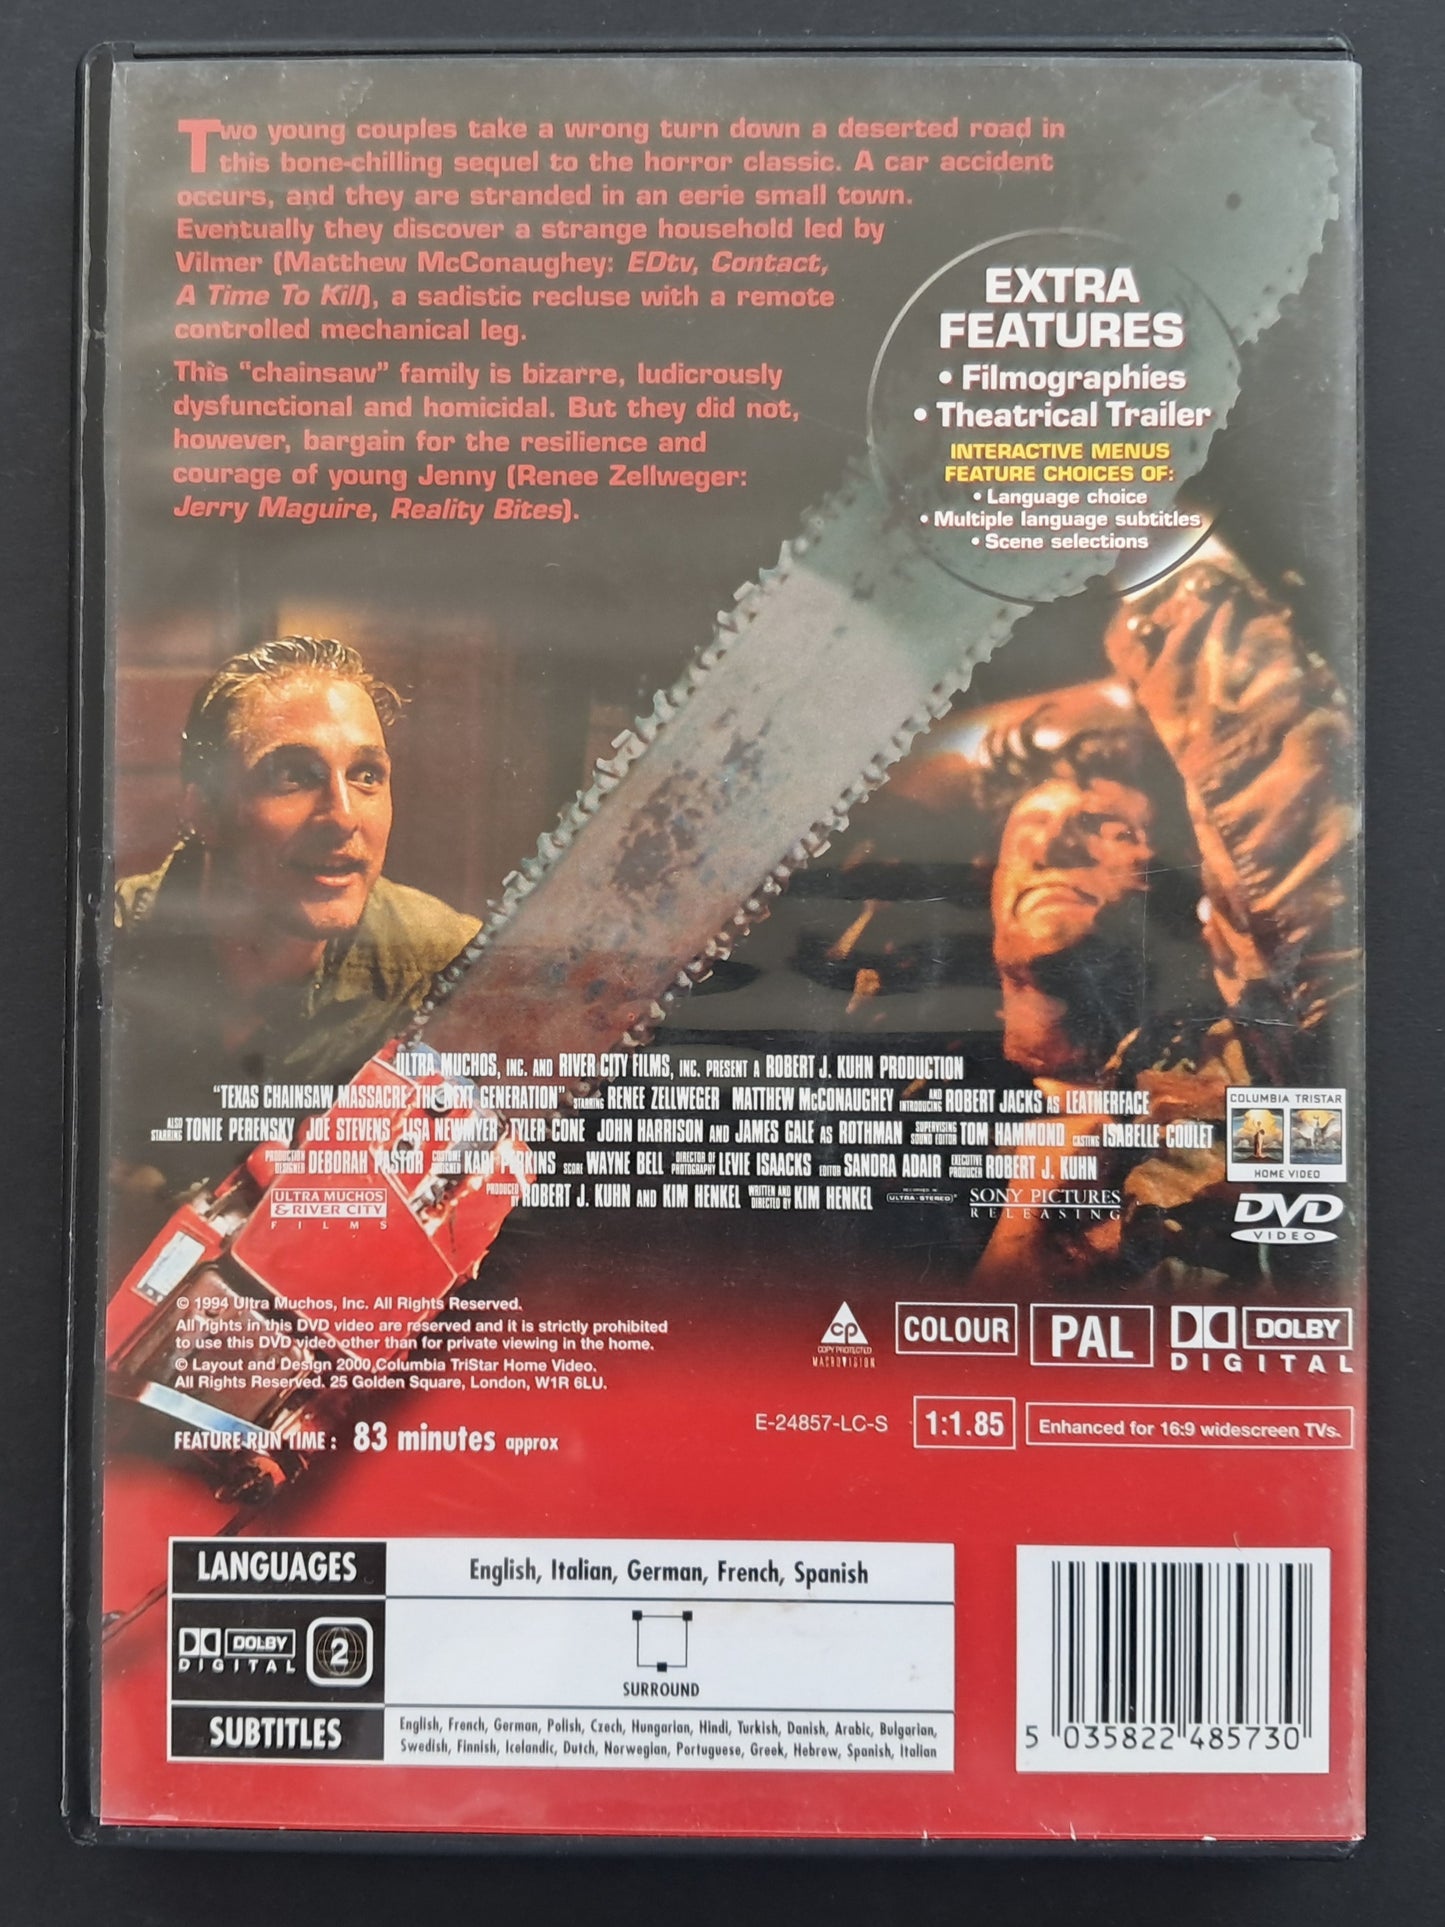 Two young couples take a wrong turn down a deserted road in
this bone-chilling sequel to the horror classic. A car accident
occurs, and they are stranded in an eerie small town.
Eventually they discover a strange household led by
Vilmer (Matthew McConaughey: EDtv, Contact,
A Time To Kill), a sadistic recluse with a remote
controlled mechanical leg.
This “chainsaw” family is bizarre, ludicrously
dysfunctional and homicidal. But they did not,
however, bargain for the resilience and
courage of young Jenny (Renee Zellweger:
Jerry Maguire, Reality Bites).
EXTRA
FEATURES
• Filmographies
• Theatrical Trailer
INTERACTIVE MENUS
FEATURE CHOICES OF:
• Language choice
• Multiple language subtitles
• Scene selections
ULTRA MUCHOS, INC. AND RIVER CITY FILMS, INC. PRESENT A ROBERT J. KUHN PRODUCTION
“TEXAS CHAINSAW MASSACRE: THE NEXT GENERATION” STARRING RENEE ZELLWEGER MATTHEW McCONAUGHEY AND INTRODUCING ROBERT JACKS AS LEATHERFACE
ALSO STARRING TONIE PERENSKY JOE STEVENS LISA NEWMYER TYLER CONE JOHN HARRISON AND JAMES GALE AS ROTHMAN SUPERVISING SOUND EDITOR TOM HAMMOND CASTING ISABELLE COULET
PRODUCTION DESIGNER DEBORAH PASTOR COSTUME DESIGNER KARI PERKINS SCORE WAYNE BELL DIRECTOR OF PHOTOGRAPHY LEVIE ISAACKS EDITOR SANDRA ADAIR EXECUTIVE PRODUCER ROBERT J. KUHN
PRODUCED BY ROBERT J. KUHN AND KIM HENKEL WRITTEN AND DIRECTED BY KIM HENKEL ULTRA-STEREO SONY PICTURES
RELEASING
ULTRA MUCHOS
& RIVER CITY
FILMS
COLUMBIA TRISTAR
HOME VIDEO
DVD
VIDEO
© 1994 Ultra Muchos, Inc. All Rights Reserved.
All rights in this DVD video are reserved and it is strictly prohibited
to use this DVD video other than for private viewing in the home.
© Layout and Design 2000 Columbia TriStar Home Video.
All Rights Reserved. 25 Golden Square, London, W1R 6LU.
FEATURE RUN TIME : 83 minutes approx
CP
COPY PROTECTED
MACROVISION
COLOUR
PAL
DOLBY
DIGITAL
E-24857-LC-S
1:1.85
Enhanced for 16:9 widescreen TVs.
LANGUAGES
English, Italian, German, French, Spanish
DOLBY
DIGITAL
2
SURROUND
SUBTITLES
English, French, German, Polish, Czech, Hungarian, Hindi, Turkish, Danish, Arabic, Bulgarian,
Swedish, Finnish, Icelandic, Dutch, Norwegian, Portuguese, Greek, Hebrew, Spanish, Italian
5 035822 485730